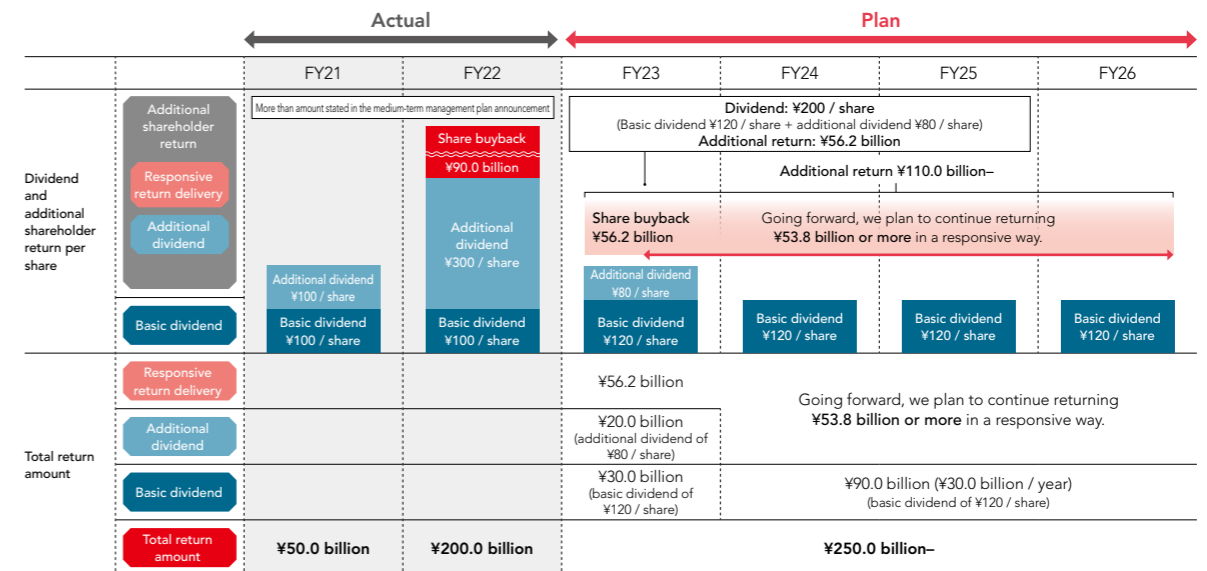 Actual
Plan
FY21
FY22
FY23
FY24
FY25
FY26
Dividend
and
additional
shareholder
return per
share
Additional
shareholder
return
Responsive
return delivery
Additional
dividend
Basic dividend
More than amount stated in the medium-term management plan announcement
Additional dividend
¥100 / share
Basic dividend
¥100 / share
Share buyback
¥90.0 billion
Additional
dividend
¥300 / share
Basic dividend
¥100 / share
Dividend: ¥200 / share
(Basic dividend ¥120 / share + additional dividend ¥80 / share)
Additional return: ¥56.2 billion
Additional return ¥110.0 billion–
Share buyback
¥56.2 billion
Going forward, we plan to continue returning
¥53.8 billion or more in a responsive way.
Additional dividend
¥80 / share
Basic dividend
¥120 / share
Basic dividend
¥120 / share
Basic dividend
¥120 / share
Basic dividend
¥120 / share
Total return
amount
Responsive
return delivery
¥56.2 billion
Going forward, we plan to continue returning
¥53.8 billion or more in a responsive way.
Additional
dividend
¥20.0 billion
(additional dividend of
¥80 / share)
Basic dividend
¥30.0 billion
(basic dividend of
¥120 / share)
¥90.0 billion (¥30.0 billion / year)
(basic dividend of ¥120 / share)
Total return
amount
¥50.0 billion
¥200.0 billion
¥250.0 billion–